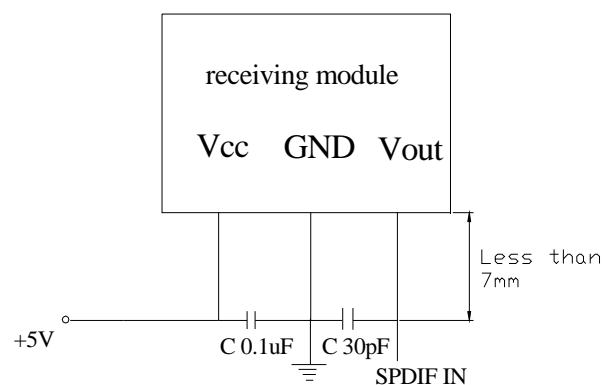 receiving module
Vcc GND Vout
Less than
7mm
+5V
C 0.1uF
C 30pF
SPDIF IN